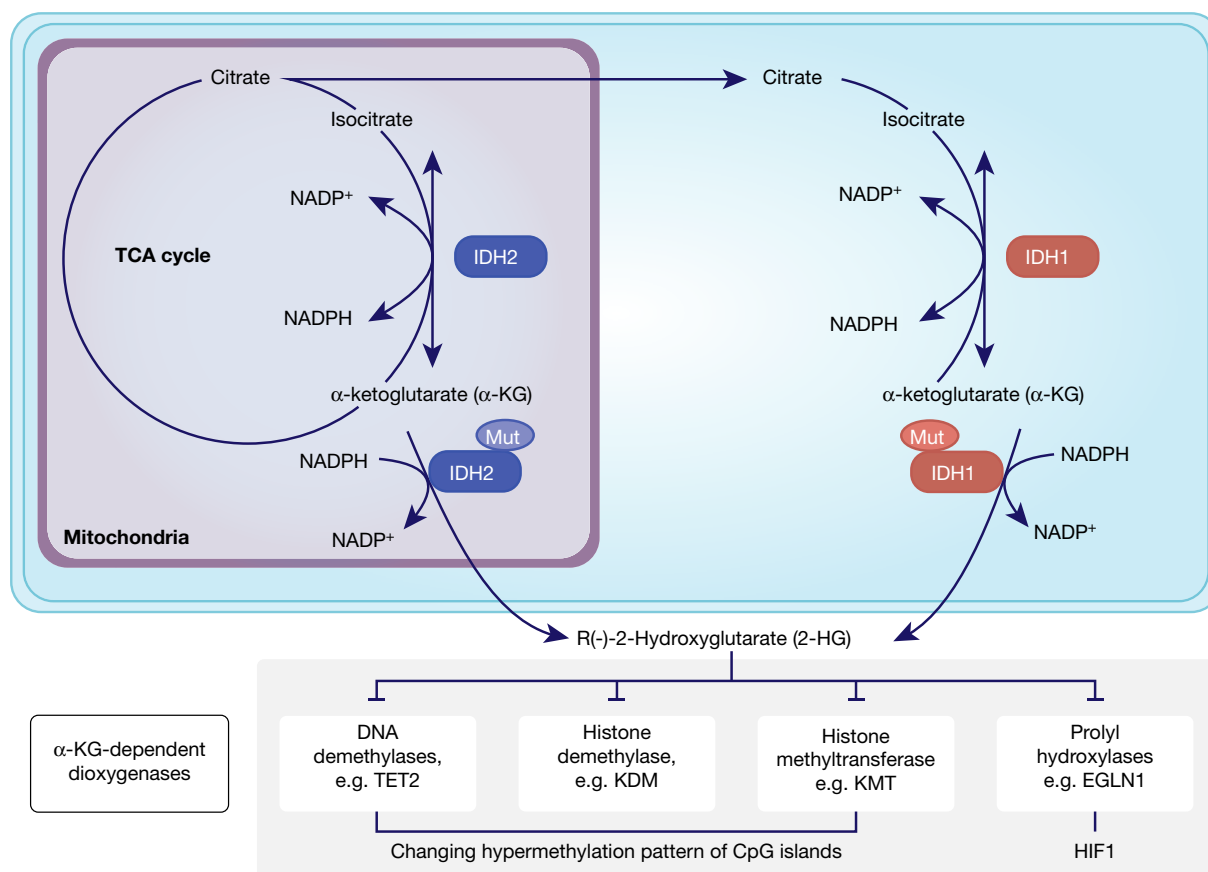 Citrate
Isocitrate
NADP⁺
TCA cycle
IDH2
NADPH
α-ketoglutarate (α-KG)
Mut
NADPH
IDH2
NADP⁺
Mitochondria
Citrate
Isocitrate
NADP⁺
IDH1
NADPH
α-ketoglutarate (α-KG)
Mut
IDH1
NADPH
NADP⁺
R(-)-2-Hydroxyglutarate (2-HG)
α-KG-dependent
dioxygenases
DNA
demethylases,
e.g. TET2
Histone
demethylase,
e.g. KDM
Histone
methyltransferase
e.g. KMT
Prolyl
hydroxylases
e.g. EGLN1
Changing hypermethylation pattern of CpG islands
HIF1